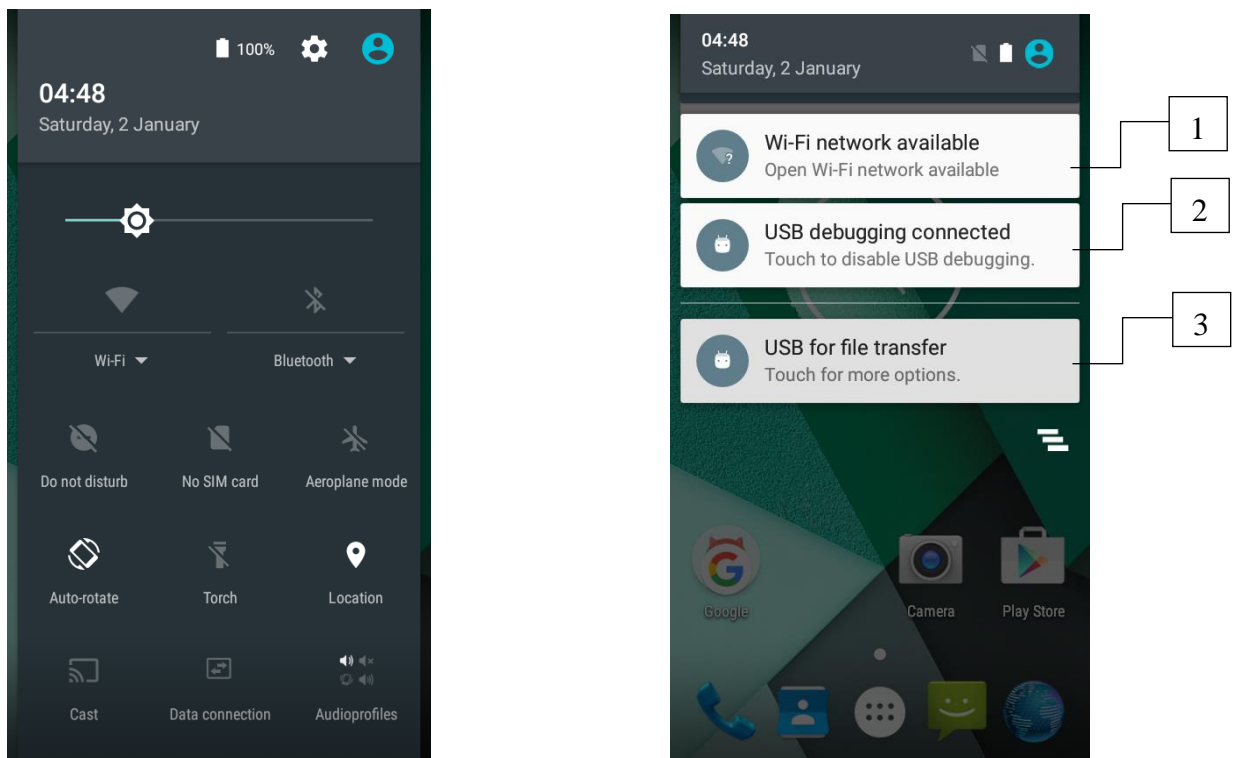 100%
04:48
Saturday, 2 January
Wi-Fi
Bluetooth
Do not disturb
No SIM card
Aeroplane mode
Auto-rotate
Torch
Location
Cast
Data connection
Audioprofiles
04:48
Saturday, 2 January
Wi-Fi network available
Open Wi-Fi network available
1
USB debugging connected
Touch to disable USB debugging.
2
USB for file transfer
Touch for more options.
3
Google
Camera
Play Store